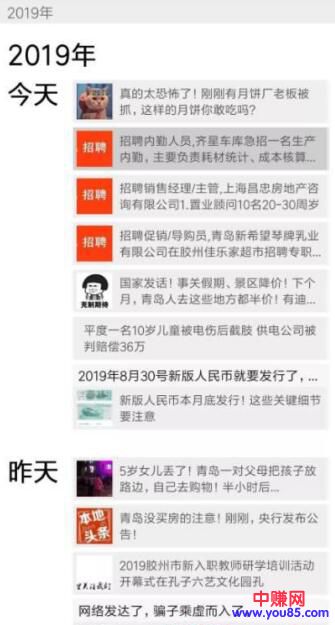 2019年
2019年
今天
真的太恐怖了！刚刚有月饼厂老板被
抓，这样的月饼你敢吃吗？
招聘
招聘内勤人员,齐星车库急招一名生产
内勤，主要负责耗材统计、成本核算...
招聘
招聘销售经理/主管,上海昌忠房地产咨
询有限公司1.置业顾问10名20-30周岁
招聘
招聘促销/导购员,青岛新希望琴牌乳业
有限公司在胶州佳乐家超市招聘专职...
克制期待
国家发话！事关假期、景区降价！下个
月，青岛人去这些地方都半价！有迪...
平度一名10岁儿童被电伤后截肢 供电公司被
判赔偿36万
2019年8月30号新版人民币就要发行了，...
新版人民币本月底发行！这些关键细节
要注意
昨天
5岁女儿丢了！青岛一对父母把孩子放
路边，自己去购物！半小时后...
本地
头条
青岛没买房的注意！刚刚，央行发布公
告！
2019胶州市新入职教师研学培训活动
开幕式在孔子六艺文化园孔
网络发达了，骗子乘虚而入了
中赚网
www.you85.com